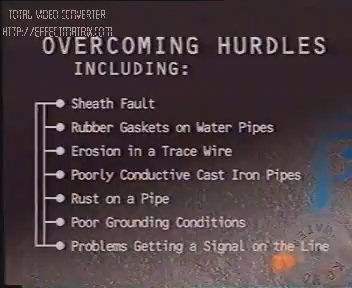 TOTAL VIDEO CONVERTER
HTTP://EFFECTMATRIX.COM
OVERCOMING HURDLES
INCLUDING:
Sheath Fault
Rubber Gaskets on Water Pipes
Erosion in a Trace Wire
Poorly Conductive Cast Iron Pipes
Rust on a Pipe
Poor Grounding Conditions
Problems Getting a Signal on the Line